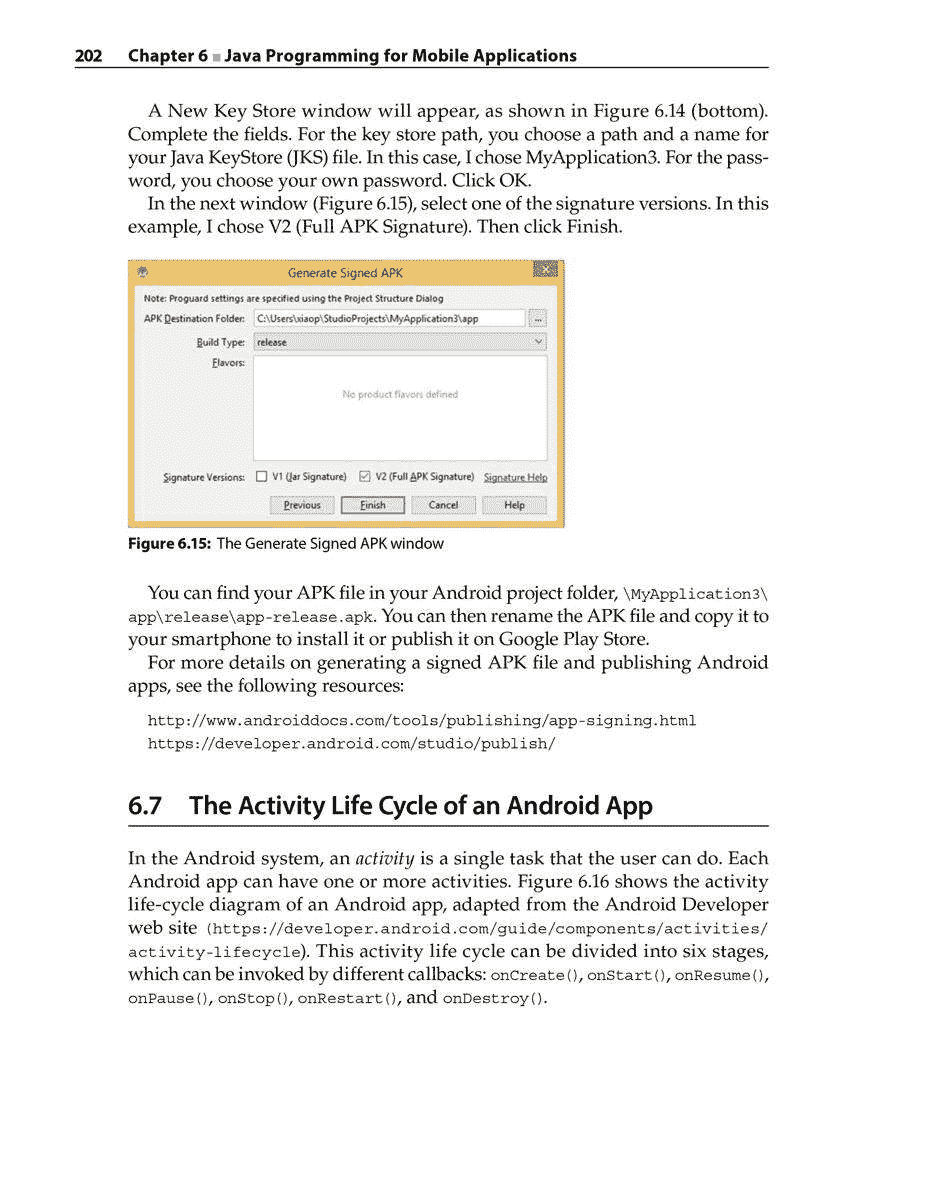 202 Chapter 6 ■ Java Programming for Mobile Applications
A New Key Store window will appear, as shown in Figure 6.14 (bottom).
Complete the fields. For the key store path, you choose a path and a name for
your Java KeyStore (JKS) file. In this case, I chose MyApplication3. For the pass-
word, you choose your own password. Click OK.
In the next window (Figure 6.15), select one of the signature versions. In this
example, I chose V2 (Full APK Signature). Then click Finish.
Generate Signed APK
Note: Proguard settings are specified using the Project Structure Dialog
APK Destination Folder: C:\Users\xiaop\StudioProjects\MyApplication3\app ...
Build Type: release
Flavors:
No product flavors defined
Signature Versions: V1 (Jar Signature) V2 (Full APK Signature) Signature Help
Previous Finish Cancel Help
Figure 6.15: The Generate Signed APK window
You can find your APK file in your Android project folder, \MyApplication3\
app\release\app-release.apk. You can then rename the APK file and copy it to
your smartphone to install it or publish it on Google Play Store.
For more details on generating a signed APK file and publishing Android
apps, see the following resources:
http://www.androiddocs.com/tools/publishing/app-signing.html
https://developer.android.com/studio/publish/
6.7 The Activity Life Cycle of an Android App
In the Android system, an activity is a single task that the user can do. Each
Android app can have one or more activities. Figure 6.16 shows the activity
life-cycle diagram of an Android app, adapted from the Android Developer
web site (https://developer.android.com/guide/components/activities/
activity-lifecycle). This activity life cycle can be divided into six stages,
which can be invoked by different callbacks: onCreate(), onStart(), onResume(),
onPause(), onStop(), onRestart(), and onDestroy().